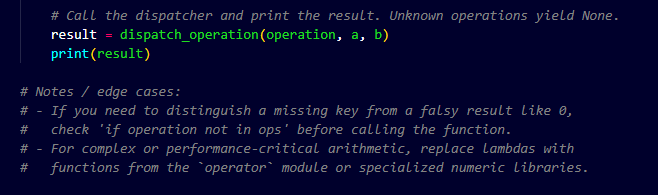 # Call the dispatcher and print the result. Unknown operations yield None.
result = dispatch_operation(operation, a, b)
print(result)
# Notes / edge cases:
# - If you need to distinguish a missing key from a falsy result like 0,
#   check 'if operation not in ops' before calling the function.
# - For complex or performance-critical arithmetic, replace lambdas with
#   functions from the `operator` module or specialized numeric libraries.